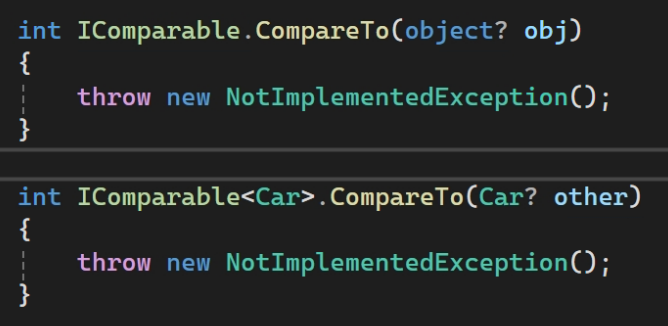 int IComparable.CompareTo(object? obj)
{
    throw new NotImplementedException();
}
int IComparable<Car>.CompareTo(Car? other)
{
    throw new NotImplementedException();
}